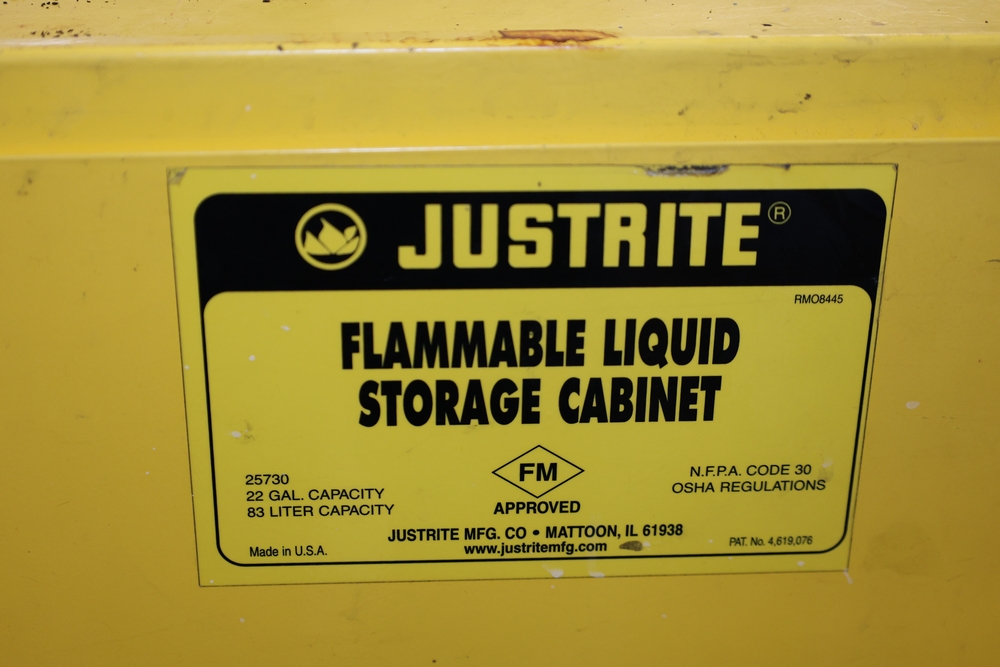 JUSTRITE®
RMO8445
FLAMMABLE LIQUID
STORAGE CABINET
25730
22 GAL. CAPACITY
83 LITER CAPACITY
FM
APPROVED
N.F.P.A. CODE 30
OSHA REGULATIONS
JUSTRITE MFG. CO • MATTOON, IL 61938
www.justritemfg.com
Made in U.S.A.
PAT. No. 4,619,076